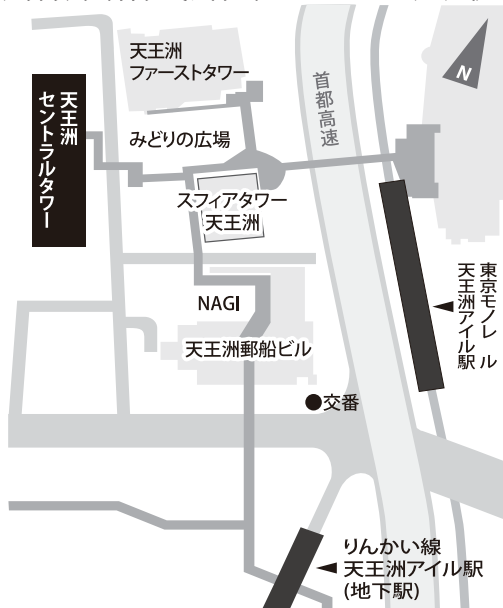 天王洲
ファーストタワー
首都高速
N
天王洲
セントラルタワー
みどりの広場
スフィアタワー
天王洲
東京モノレール
天王洲アイル駅
NAGI
天王洲郵船ビル
●交番
りんかい線
天王洲アイル駅
(地下駅)